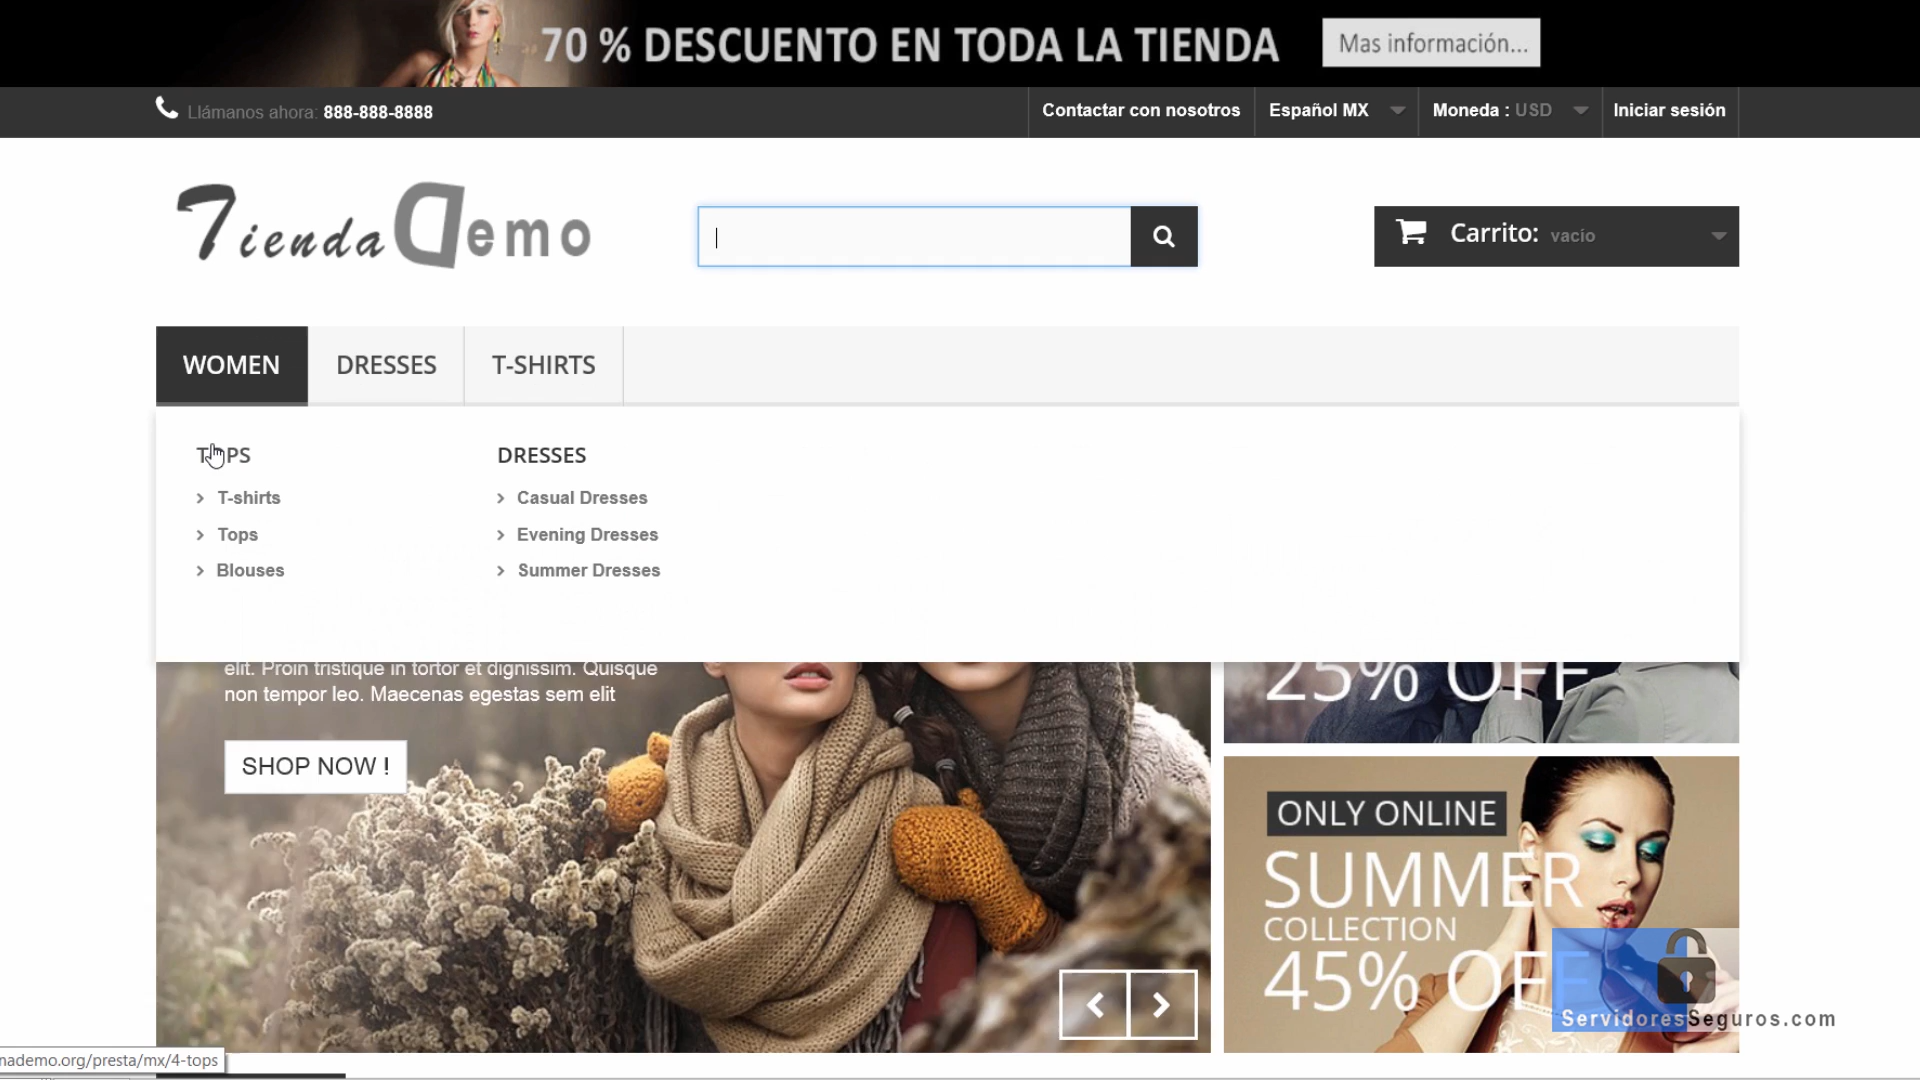 70 % DESCUENTO EN TODA LA TIENDA
Mas información...
Llámanos ahora: 888-888-8888
Contactar con nosotros
Español MX
Moneda : USD
Iniciar sesión
Tienda Demo
Carrito: vacío
WOMEN
DRESSES
T-SHIRTS
TOPS
T-shirts
Tops
Blouses
DRESSES
Casual Dresses
Evening Dresses
Summer Dresses
elit. Proin tristique in tortor et dignissim. Quisque
non tempor leo. Maecenas egestas sem elit
SHOP NOW !
25% OFF
ONLY ONLINE
SUMMER
COLLECTION
45% OFF
ServidoresSeguros.com
nademo.org/presta/mx/4-tops